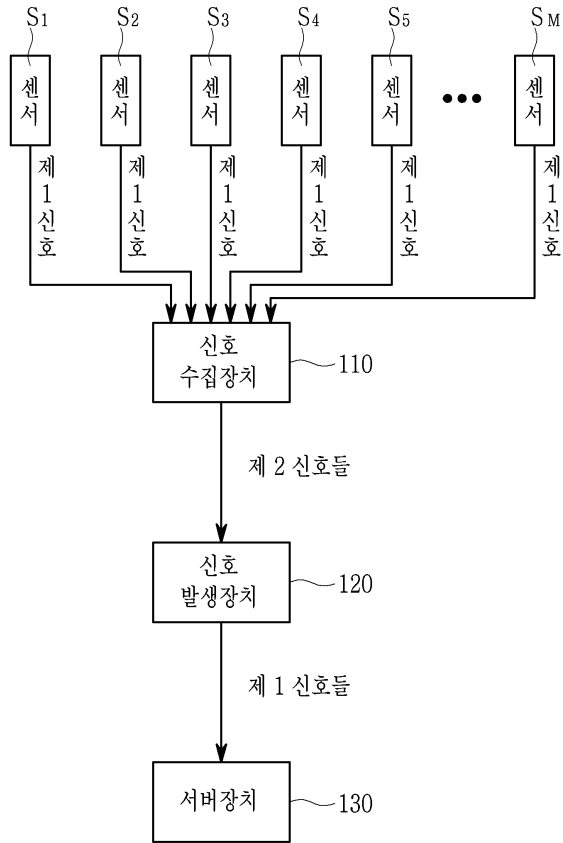 S1 S2 S3 S4 S5 SM
센서 센서 센서 센서 센서 ••• 센서
제1신호 제1신호 제1신호 제1신호 제1신호 제1신호
신호
수집장치
110
제 2 신호들
신호
발생장치
120
제 1 신호들
서버장치
130